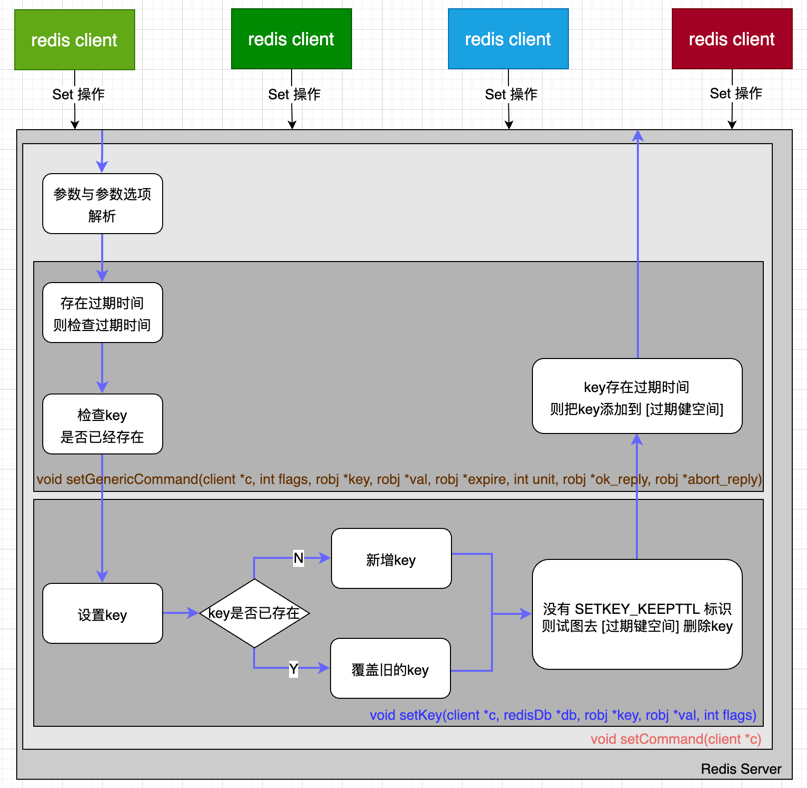 redis client
redis client
redis client
redis client
Set 操作
Set 操作
Set 操作
Set 操作
参数与参数选项
解析
存在过期时间
则检查过期时间
检查key
是否已经存在
key存在过期时间
则把key添加到 [过期健空间]
void setGenericCommand(client *c, int flags, robj *key, robj *val, robj *expire, int unit, robj *ok_reply, robj *abort_reply)
设置key
key是否已存在
N
新增key
Y
覆盖旧的key
没有 SETKEY_KEEPTTL 标识
则试图去 [过期键空间] 删除key
void setKey(client *c, redisDb *db, robj *key, robj *val, int flags)
void setCommand(client *c)
Redis Server